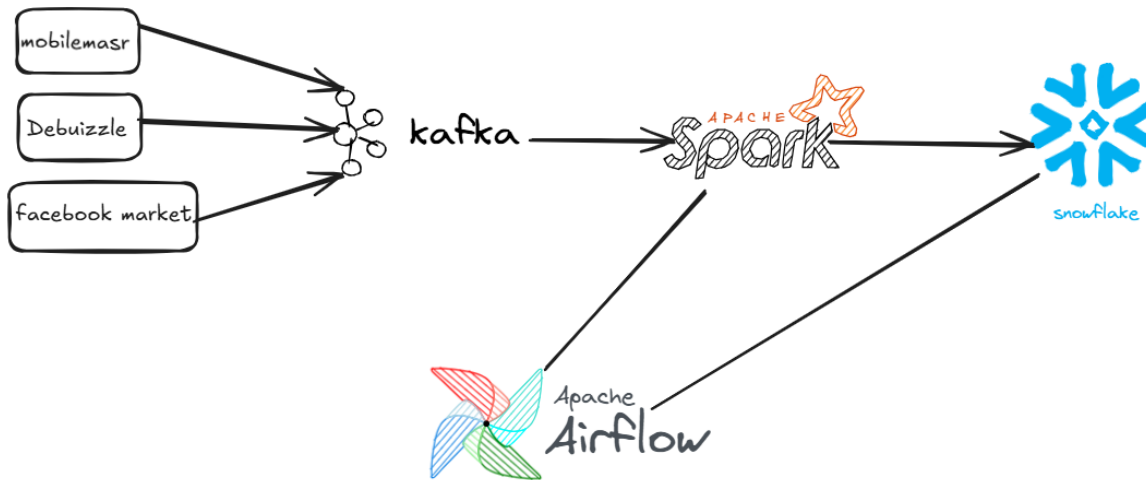 mobilemasr
Debuizzle
facebook market
kafka
APACHE
Spark
snowflake
Apache
Airflow